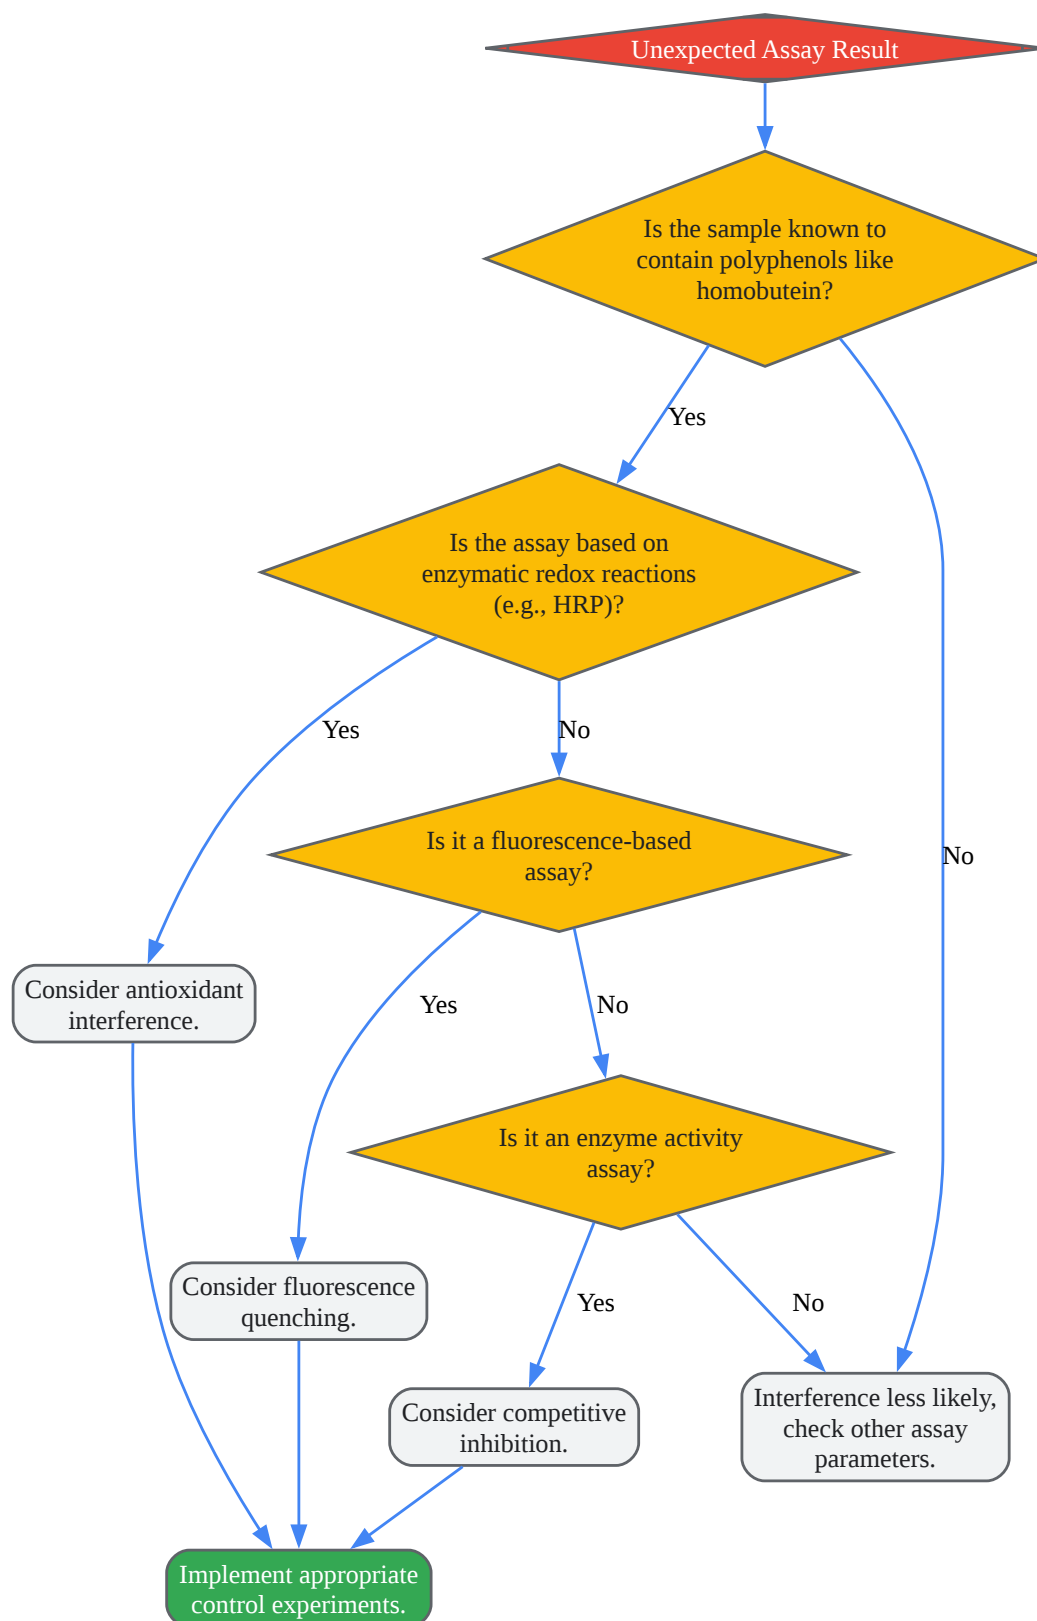 Unexpected Assay Result
Is the sample known to
contain polyphenols like
homobutein?
Yes
Is the assay based on
enzymatic redox reactions
(e.g., HRP)?
Yes
No
Is it a fluorescence-based
assay?
No
Consider antioxidant
interference.
Yes
No
Is it an enzyme activity
assay?
Consider fluorescence
quenching.
Yes
No
Consider competitive
inhibition.
Interference less likely,
check other assay
parameters.
Implement appropriate
control experiments.